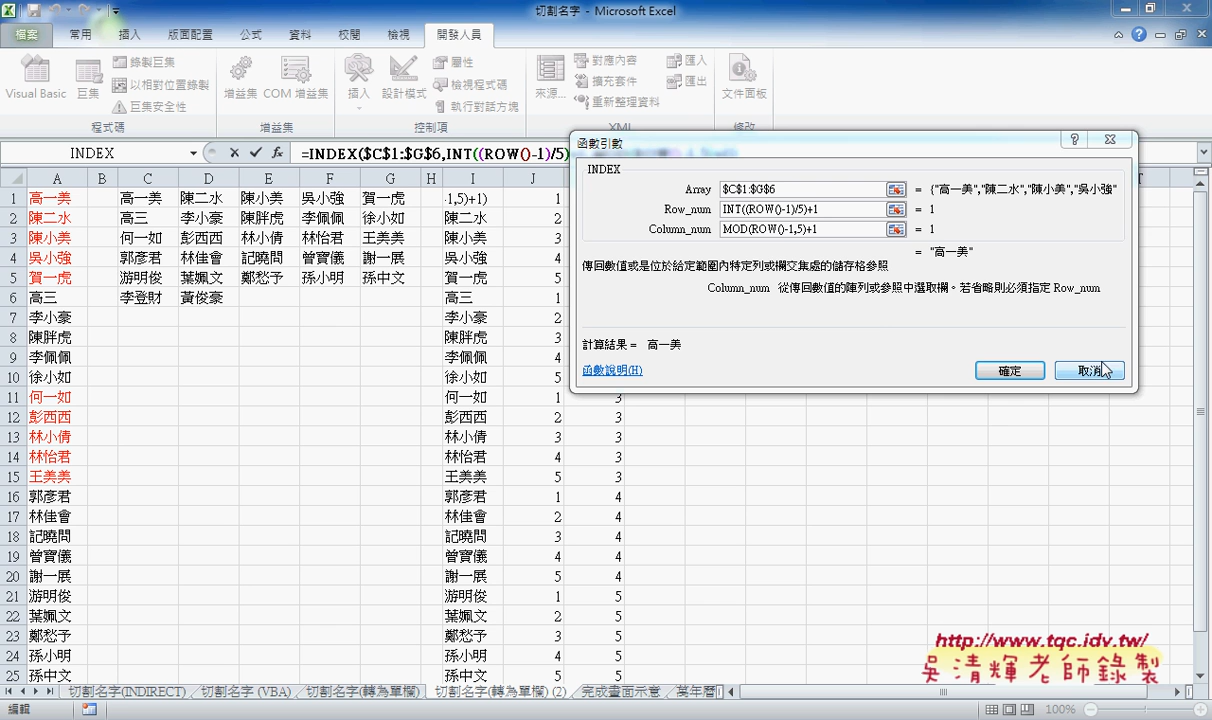 切割名字 - Microsoft Excel
檔案 常用 插入 版面配置 公式 資料 校閱 檢視 開發人員
Visual Basic 巨集 錄製巨集 以相對位置錄製 巨集安全性 增益集 COM 增益集 插入 設計模式 屬性 檢視程式碼 執行對話方塊 來源... 對應內容 擴充套件 重新整理資料 匯入 匯出 文件面板
程式碼 增益集 控制項 XML 修改
INDEX fx =INDEX($C$1:$G$6,INT((ROW()-1)/5)
函數引數
INDEX
Array $C$1:$G$6 = {"高一美","陳二水","陳小美","吳小強"
Row_num INT((ROW()-1)/5)+1 = 1
Column_num MOD(ROW()-1,5)+1 = 1
= "高一美"
傳回數值或是位於給定範圍內特定列或欄交集處的儲存格參照
Column_num 從傳回數值的陣列或參照中選取欄。若省略則必須指定 Row_num
計算結果 = 高一美
函數說明(H) 確定 取消
A B C D E F G H I J
1 高一美 高一美 陳二水 陳小美 吳小強 賀一虎 -1,5)+1) 1
2 陳二水 高三 李小豪 陳胖虎 李佩佩 徐小如 陳二水 2
3 陳小美 何一如 彭西西 林小倩 林怡君 王美美 陳小美 3
4 吳小強 郭彥君 林佳會 記曉問 曾寶儀 謝一展 吳小強 4
5 賀一虎 游明俊 葉姵文 鄭愁予 孫小明 孫中文 賀一虎 5
6 高三 李登財 黃俊豪 高三 1
7 李小豪 李小豪 2
8 陳胖虎 陳胖虎 3
9 李佩佩 李佩佩 4
10 徐小如 徐小如 5
11 何一如 何一如 1 3
12 彭西西 彭西西 2 3
13 林小倩 林小倩 3 3
14 林怡君 林怡君 4 3
15 王美美 王美美 5 3
16 郭彥君 郭彥君 1 4
17 林佳會 林佳會 2 4
18 記曉問 記曉問 3 4
19 曾寶儀 曾寶儀 4 4
20 謝一展 謝一展 5 4
21 游明俊 游明俊 1 5
22 葉姵文 葉姵文 2 5
23 鄭愁予 鄭愁予 3 5
24 孫小明 孫小明 4 5
25 孫中文 孫中文 5 5
http://www.tqc.idv.tw/
吳清輝老師錄製
切割名字(INDIRECT) 切割名字 (VBA) 切割名字(轉為單欄) 切割名字(轉為單欄) (2) 完成畫面示意 萬年曆
編輯 100%